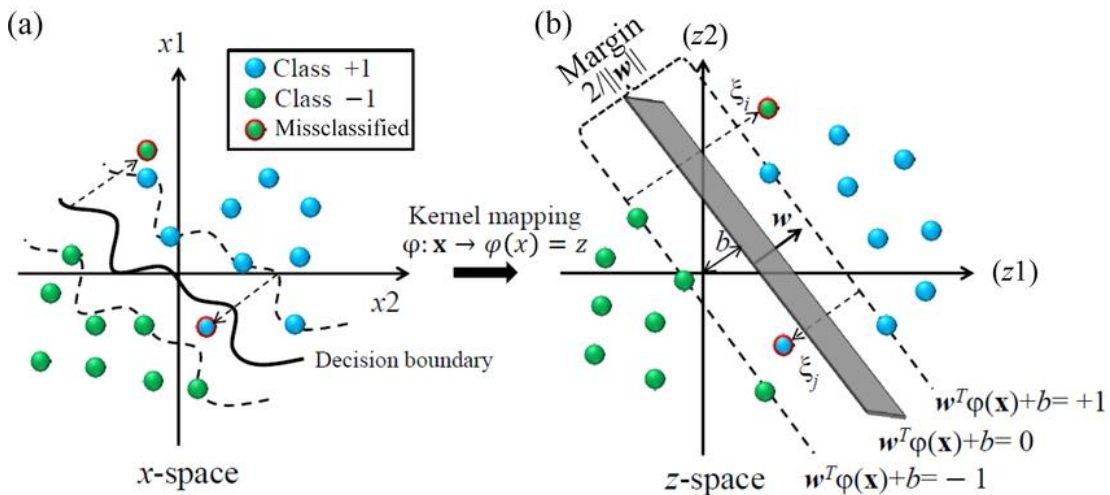 (a)
x1
Class +1
Class −1
Missclassified
x2
Decision boundary
x-space
Kernel mapping
φ: x → φ(x) = z
(b)
(z2)
Margin
2/||w||
ξi
w
b
(z1)
ξj
wTφ(x)+b= +1
wTφ(x)+b= 0
wTφ(x)+b= − 1
z-space